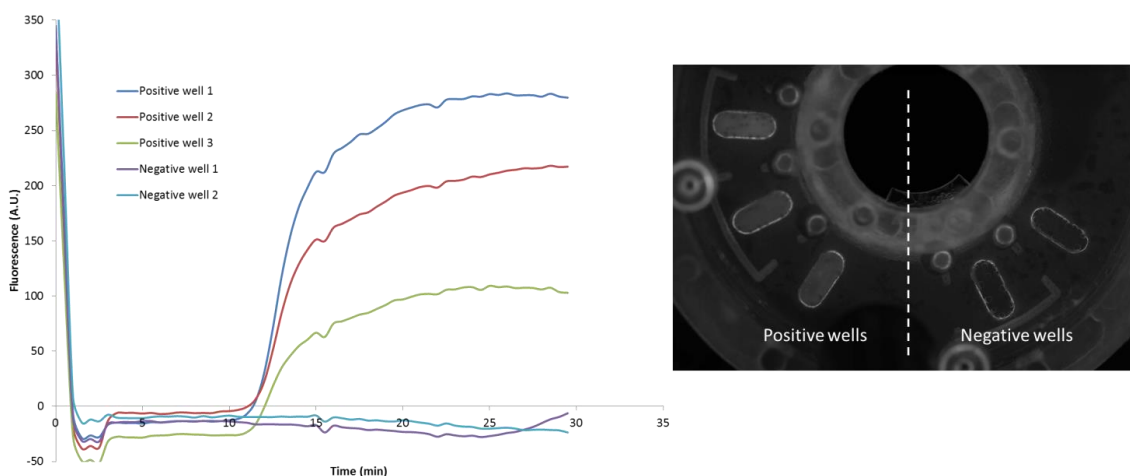 350
300
250
200
150
100
50
0
-50
Fluorescence (A.U.)
Positive well 1
Positive well 2
Positive well 3
Negative well 1
Negative well 2
0
5
10
15
20
25
30
35
Time (min)
Positive wells
Negative wells